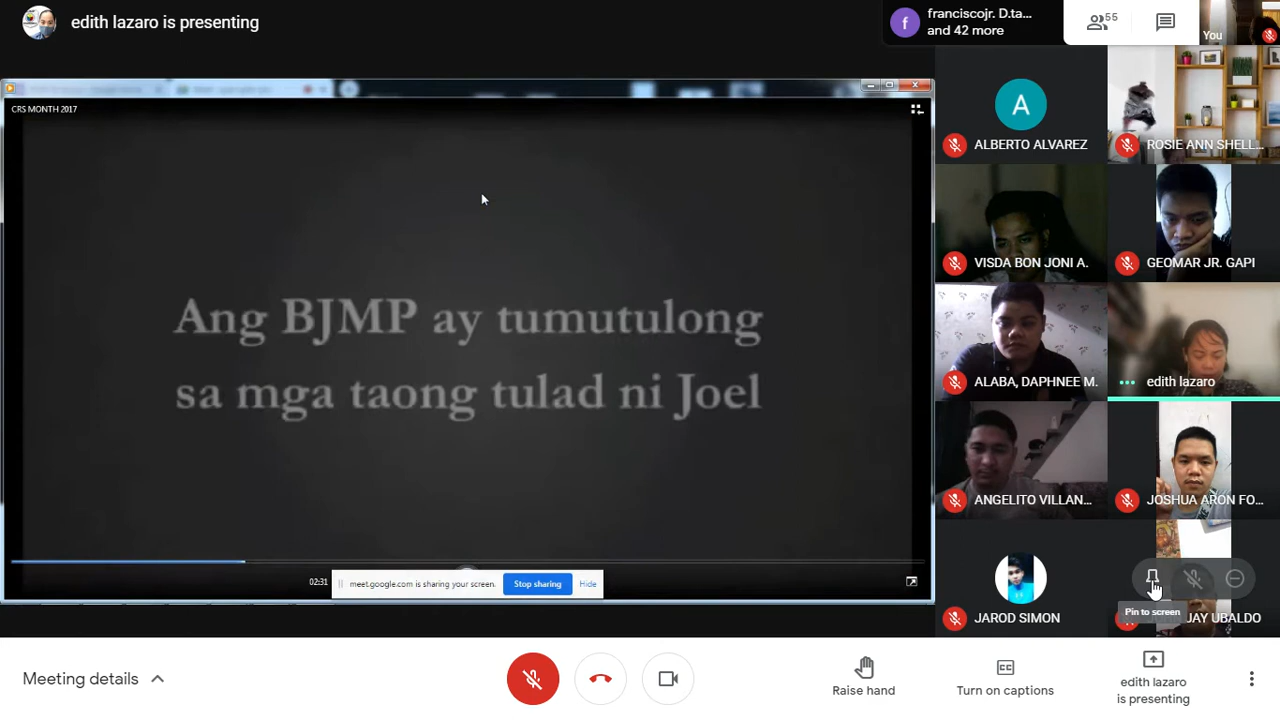 edith lazaro is presenting
franciscojr. D.ta...
and 42 more
55
You
CRS MONTH 2017
Ang BJMP ay tumutulong
sa mga taong tulad ni Joel
02:31
meet.google.com is sharing your screen.
Stop sharing
Hide
A
ALBERTO ALVAREZ
ROSIE ANN SHELL...
VISDA BON JONI A.
GEOMAR JR. GAPI
ALABA, DAPHNEE M.
edith lazaro
ANGELITO VILLAN...
JOSHUA ARON FO...
JAROD SIMON
JAY UBALDO
Pin to screen
Meeting details
Raise hand
Turn on captions
edith lazaro
is presenting
f